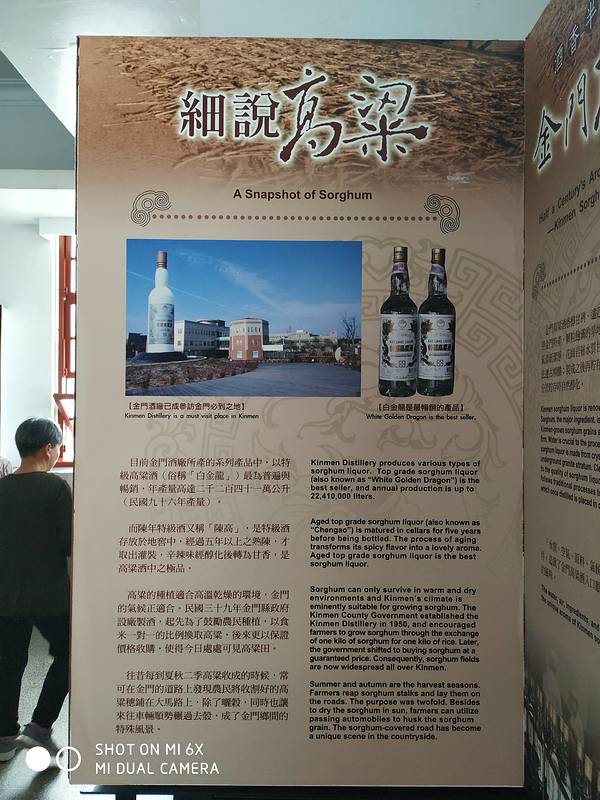 細說高粱
A Snapshot of Sorghum
【金門酒廠已成參訪金門必到之地】
Kinmen Distillery is a must visit place in Kinmen
【白金龍是最暢銷的產品】
White Golden Dragon is the best seller.
目前金門酒廠所產的系列產品中，以特
級高粱酒（俗稱「白金龍」）最為普遍與
暢銷，年產量高達二千二百四十一萬公升
（民國九十六年產量）。
Kinmen Distillery produces various types of
sorghum liquor.  Top grade sorghum liquor
(also known as “White Golden Dragon”) is the
best seller, and annual production is up to
22,410,000 liters.
而陳年特級酒又稱「陳高」，是特級酒
存放於地窖中，經過五年以上之熟陳，才
取出灌裝，辛辣味經醇化後轉為甘香，是
高粱酒中之極品。
Aged top grade sorghum liquor (also known as
“Chengao”) is matured in cellars for five years
before being bottled. The process of aging
transforms its spicy flavor into a lovely aroma.
Aged top grade sorghum liquor is the best
sorghum liquor.
高粱的種植適合高溫乾燥的環境，金門
的氣候正適合。民國三十九年金門縣政府
設廠製酒，起先為了鼓勵農民種植，以食
米一對一的比例換取高粱，後來更以保證
價格收購，使得今日處處可見高粱田。
Sorghum can only survive in warm and dry
environments and Kinmen’s climate is
eminently suitable for growing sorghum. The
Kinmen County Government established the
Kinmen Distillery in 1950, and encouraged
farmers to grow sorghum through the exchange
of one kilo of sorghum for one kilo of rice. Later,
the government shifted to buying sorghum at a
guaranteed price. Consequently, sorghum fields
are now widespread all over Kinmen.
往昔每到夏秋二季高粱收成的時候，常
可在金門的道路上發現農民將收割好的高
粱穗鋪在大馬路上，除了曬穀，同時也讓
來往車輛順勢輾過去殼，成了金門鄉間的
特殊風景。
Summer and autumn are the harvest seasons.
Farmers reap sorghum stalks and lay them on
the roads. The purpose was twofold. Besides
to dry the sorghum in sun, farmers can utilize
passing automobiles to husk the sorghum
grain. The sorghum-covered road has become
a unique scene in the countryside.
酒香半
金門
Half a Century's
Kinmen Sorgh
SHOT ON MI 6X
MI DUAL CAMERA